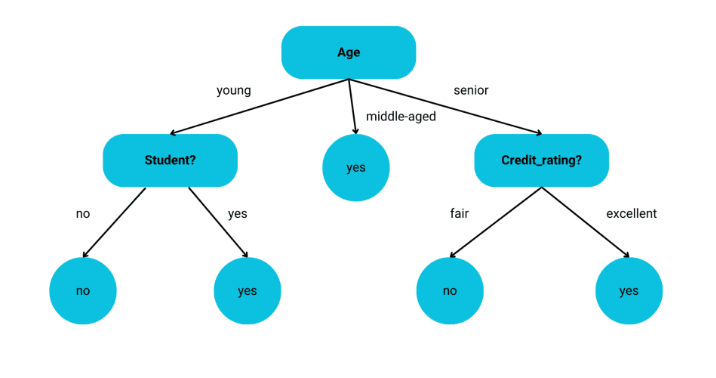 Age
young
senior
middle-aged
Student?
yes
Credit_rating?
no
yes
fair
excellent
no
yes
no
yes